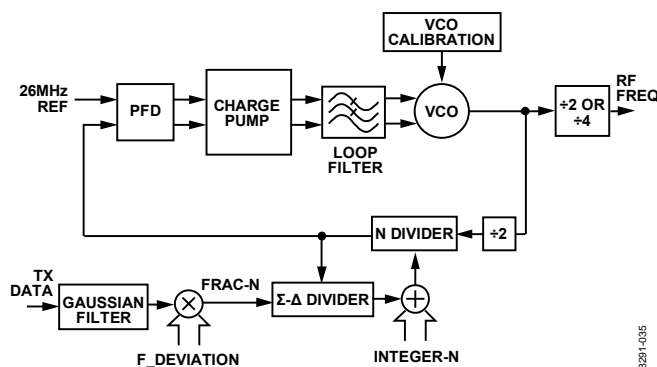 VCO
CALIBRATION
26MHz
REF
PFD
CHARGE
PUMP
LOOP
FILTER
VCO
÷2 OR
÷4
RF
FREQ
N DIVIDER
÷2
TX
DATA
GAUSSIAN
FILTER
×
F_DEVIATION
FRAC-N
Σ-Δ DIVIDER
+
INTEGER-N
8291-035